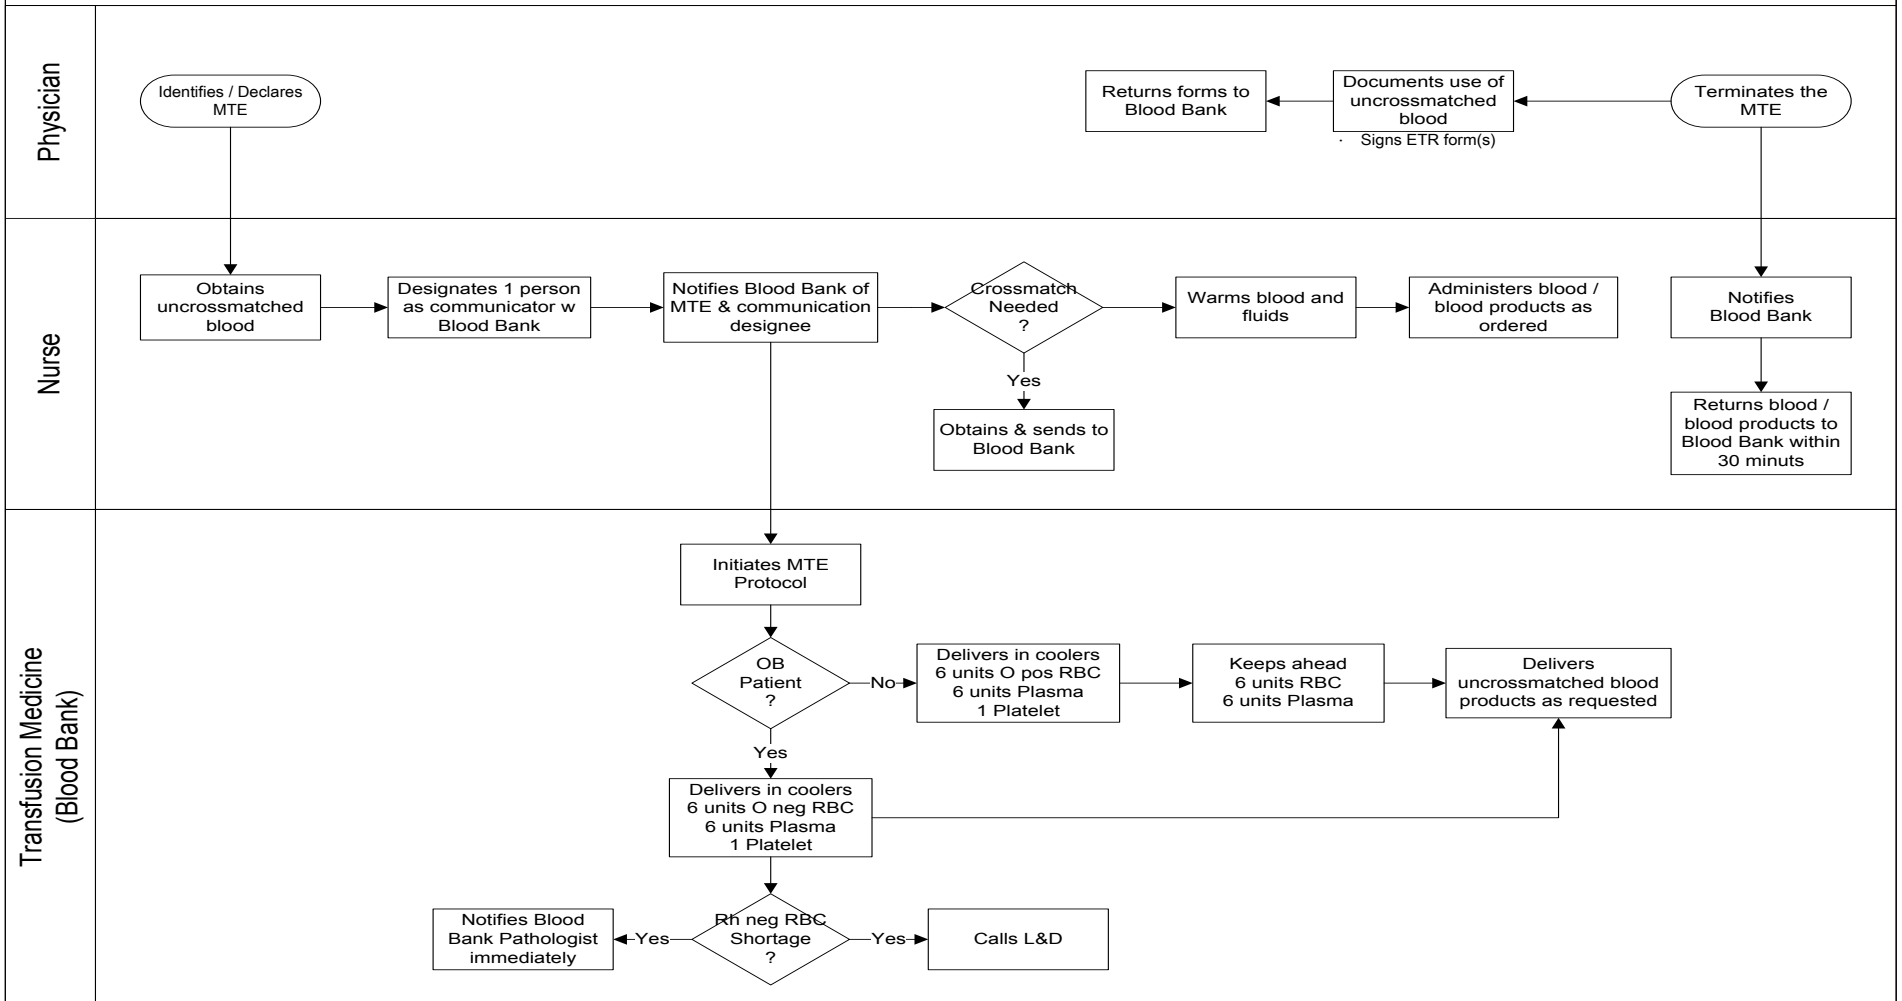 Physician
Identifies / Declares
MTE
Returns forms to
Blood Bank
Documents use of
uncrossmatched
blood
· Signs ETR form(s)
Terminates the
MTE
Nurse
Obtains
uncrossmatched
blood
Designates 1 person
as communicator w
Blood Bank
Notifies Blood Bank of
MTE & communication
designee
Crossmatch
Needed
?
Yes
Obtains & sends to
Blood Bank
Warms blood and
fluids
Administers blood /
blood products as
ordered
Notifies
Blood Bank
Returns blood /
blood products to
Blood Bank within
30 minuts
Transfusion Medicine
(Blood Bank)
Initiates MTE
Protocol
OB
Patient
?
No
Delivers in coolers
6 units O pos RBC
6 units Plasma
1 Platelet
Keeps ahead
6 units RBC
6 units Plasma
Delivers
uncrossmatched blood
products as requested
Yes
Delivers in coolers
6 units O neg RBC
6 units Plasma
1 Platelet
Rh neg RBC
Shortage
?
Yes
Notifies Blood
Bank Pathologist
immediately
Yes
Calls L&D